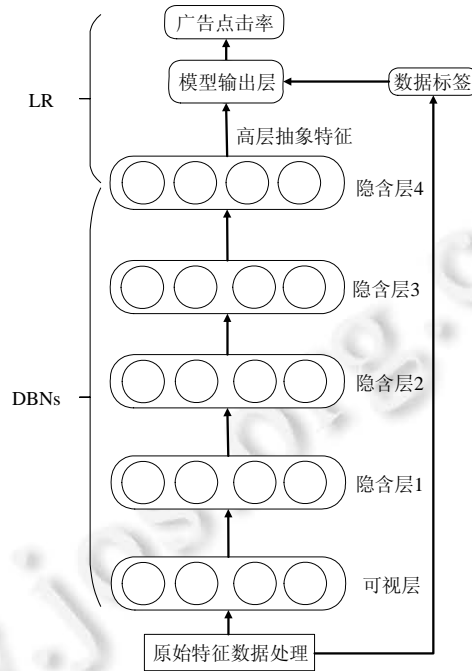 广告点击率
模型输出层
数据标签
LR
高层抽象特征
隐含层4
隐含层3
隐含层2
DBNs
隐含层1
可视层
原始特征数据处理